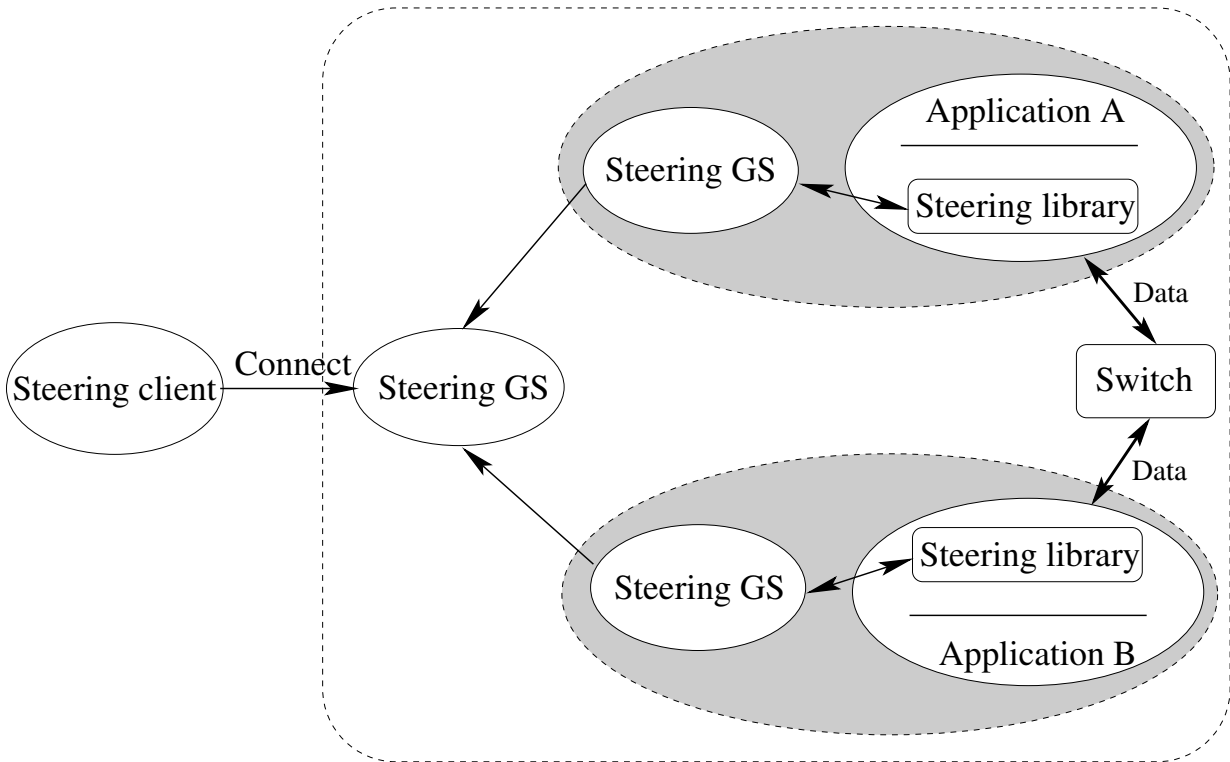 Application A
Steering GS
Steering library
Data
Connect
Steering client
Steering GS
Switch
Data
Steering library
Steering GS
Application B